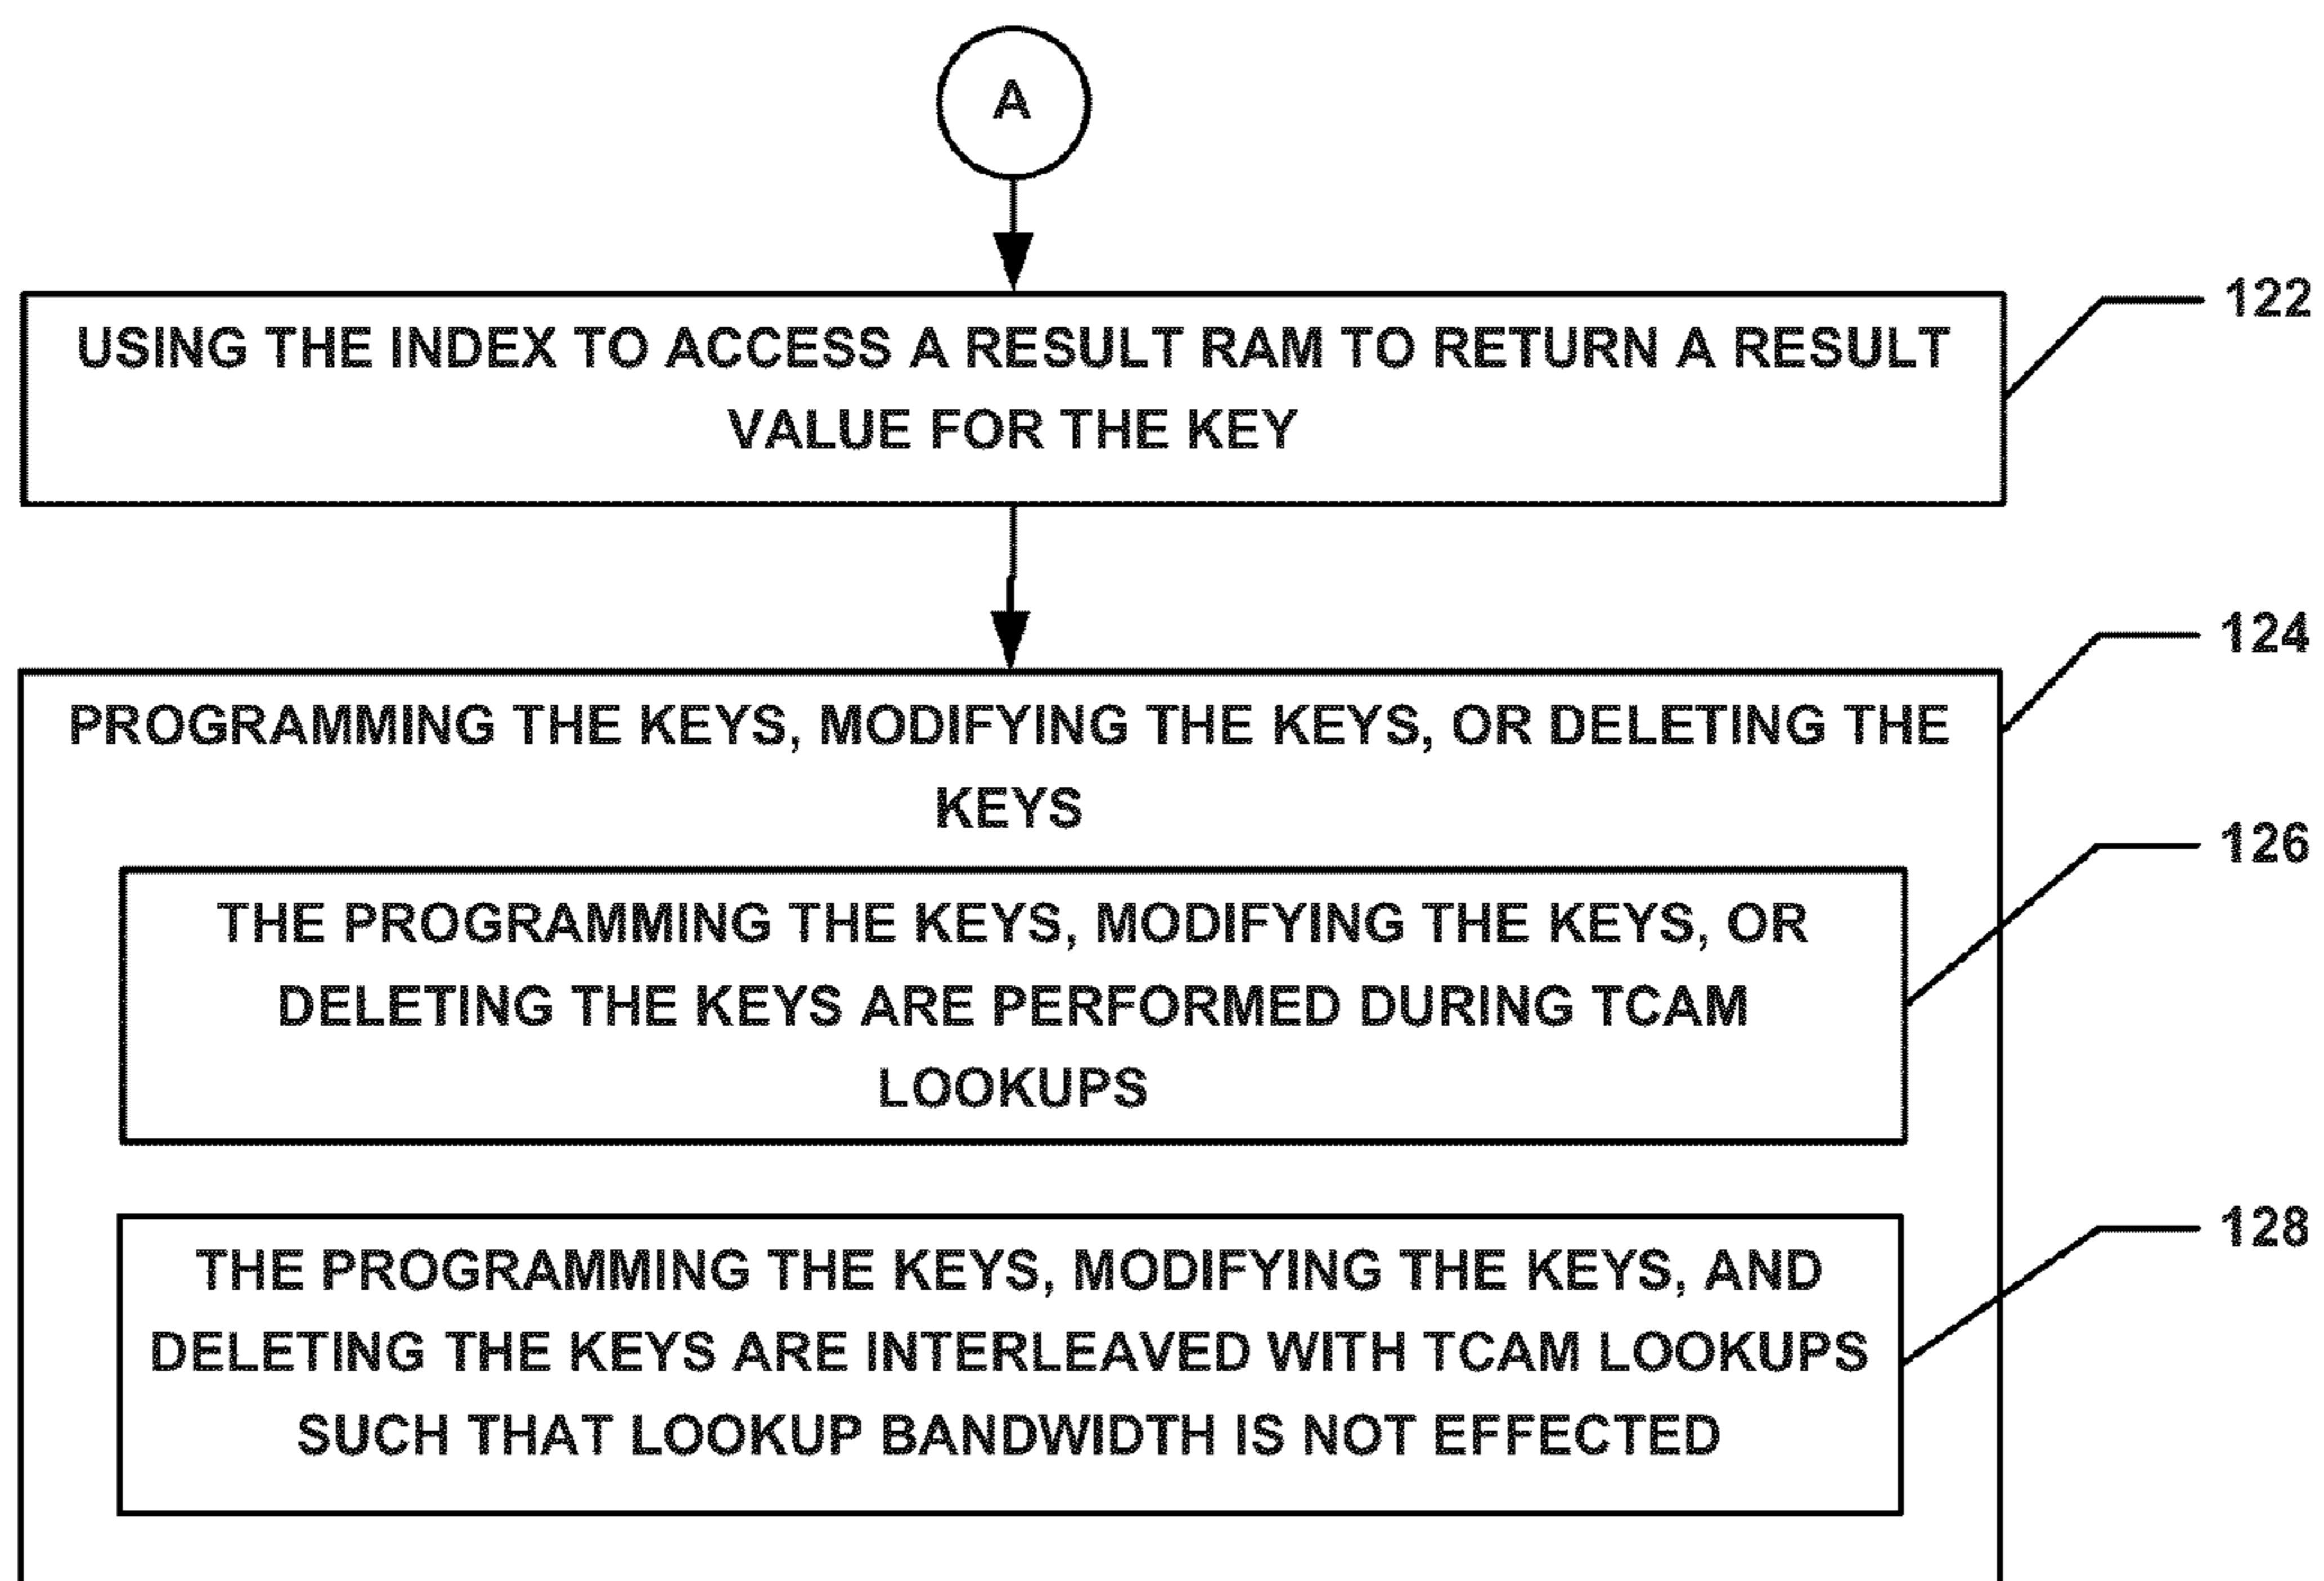 A
USING THE INDEX TO ACCESS A RESULT RAM TO RETURN A RESULT
VALUE FOR THE KEY
122
PROGRAMMING THE KEYS, MODIFYING THE KEYS, OR DELETING THE
KEYS
124
THE PROGRAMMING THE KEYS, MODIFYING THE KEYS, OR
DELETING THE KEYS ARE PERFORMED DURING TCAM
LOOKUPS
126
THE PROGRAMMING THE KEYS, MODIFYING THE KEYS, AND
DELETING THE KEYS ARE INTERLEAVED WITH TCAM LOOKUPS
SUCH THAT LOOKUP BANDWIDTH IS NOT EFFECTED
128